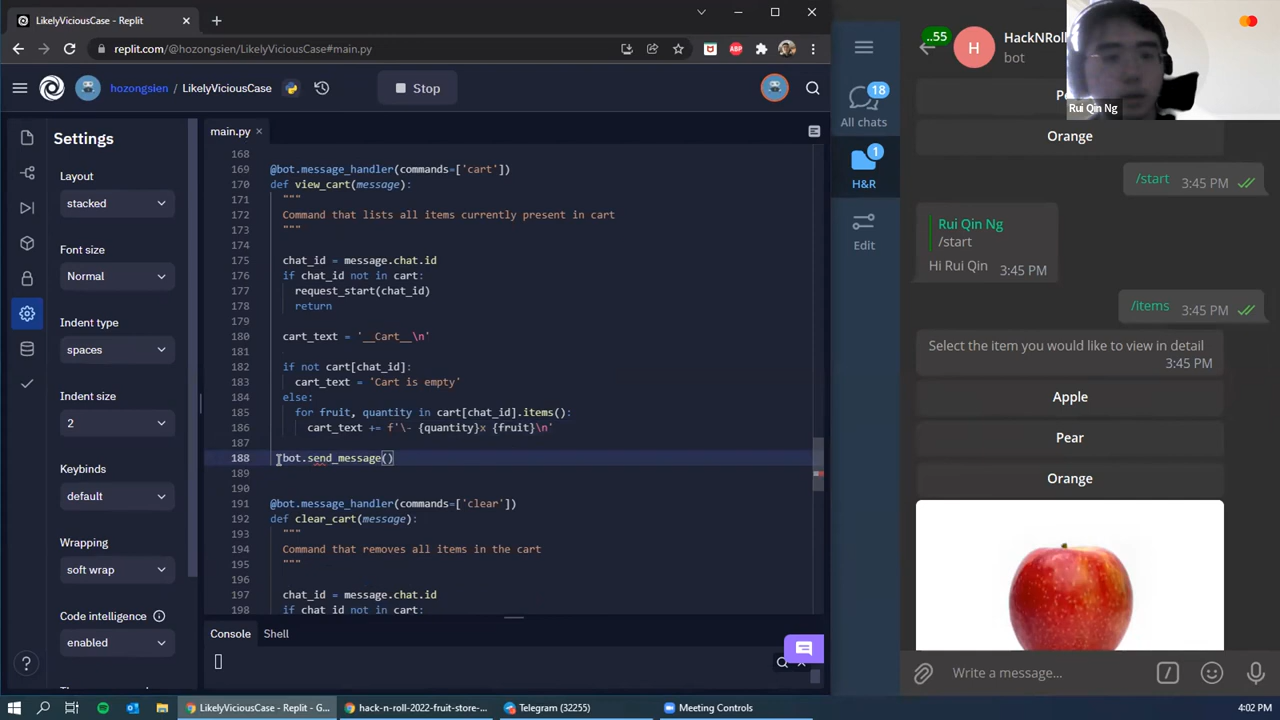 LikelyViciousCase - Replit
replit.com/@hozongsien/LikelyViciousCase#main.py
ABP
hozongsien / LikelyViciousCase
Stop
Settings
Layout
stacked
Font size
Normal
Indent type
spaces
Indent size
2
Keybinds
default
Wrapping
soft wrap
Code intelligence
enabled
main.py
168
169 @bot.message_handler(commands=['cart'])
170 def view_cart(message):
171 """
172 Command that lists all items currently present in cart
173 """
174
175 chat_id = message.chat.id
176 if chat_id not in cart:
177 request_start(chat_id)
178 return
179
180 cart_text = '__Cart__\n'
181
182 if not cart[chat_id]:
183 cart_text = 'Cart is empty'
184 else:
185 for fruit, quantity in cart[chat_id].items():
186 cart_text += f'\- {quantity}x {fruit}\n'
187
188 bot.send_message()
189
190
191 @bot.message_handler(commands=['clear'])
192 def clear_cart(message):
193 """
194 Command that removes all items in the cart
195 """
196
197 chat_id = message.chat.id
198 if chat_id not in cart:
Console
Shell
..55
H
HackNRoll
bot
Rui Qin Ng
18
All chats
1
H&R
Edit
Orange
/start
3:45 PM
Rui Qin Ng
/start
Hi Rui Qin
3:45 PM
/items
3:45 PM
Select the item you would like to view in detail
3:45 PM
Apple
Pear
Orange
Write a message...
LikelyViciousCase - Replit - G...
hack-n-roll-2022-fruit-store-...
Telegram (32255)
Meeting Controls
4:02 PM